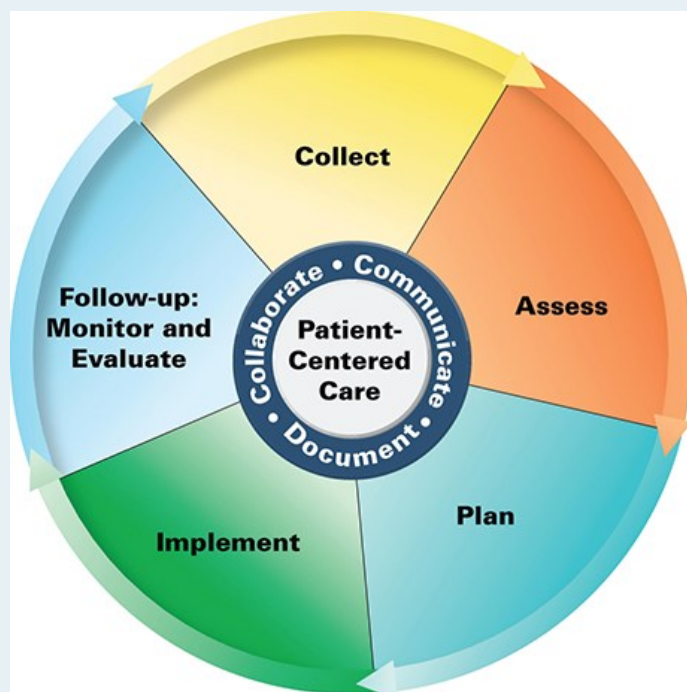 Collect
Assess
Plan
Implement
Follow-up:
Monitor and
Evaluate
Collaborate • Communicate • Document •
Patient-
Centered
Care